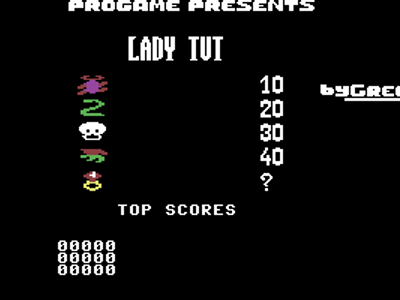 PROGAME PRESENTS
LADY TUT
10
byGREG
20
30
40
?
TOP SCORES
00000
00000
00000